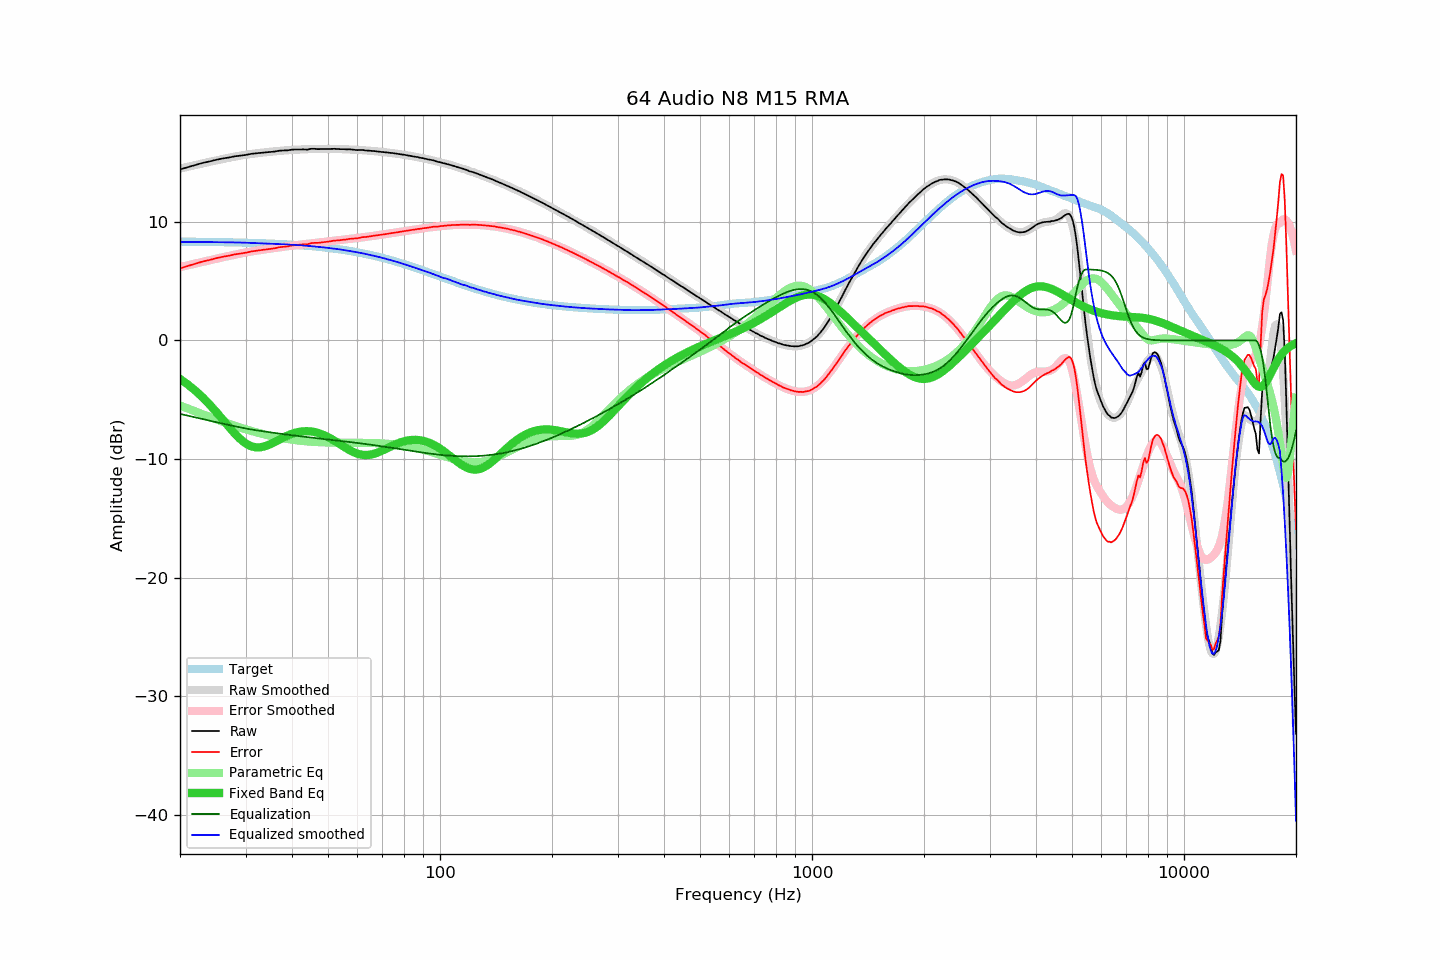 64 Audio N8 M15 RMA
Amplitude (dBr)
10
0
−10
−20
−30
−40
Target
Raw Smoothed
Error Smoothed
Raw
Error
Parametric Eq
Fixed Band Eq
Equalization
Equalized smoothed
100
1000
10000
Frequency (Hz)